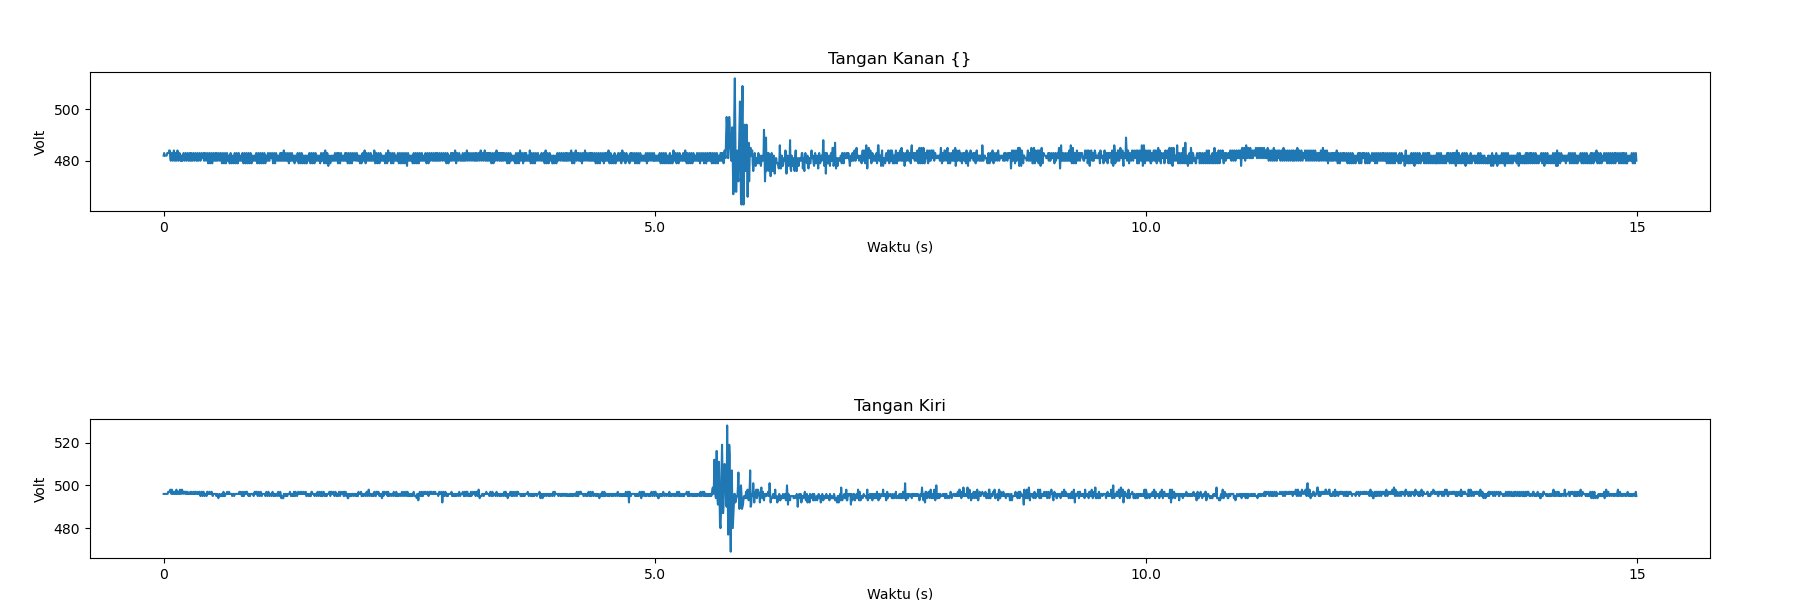 Tangan Kanan {}
Volt
500
480
0 5.0 10.0 15
Waktu (s)
Tangan Kiri
Volt
520
500
480
0 5.0 10.0 15
Waktu (s)